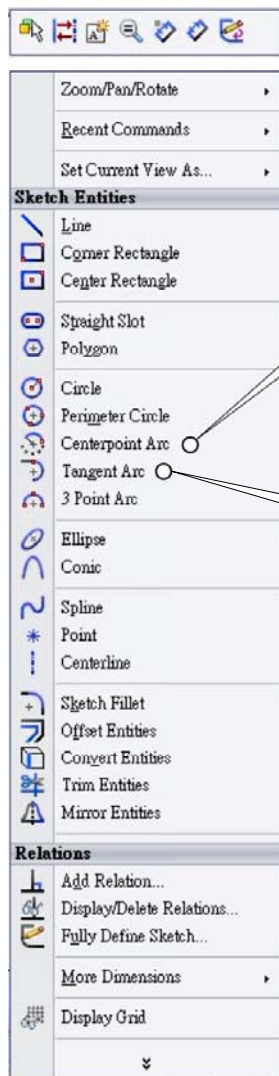 Zoom/Pan/Rotate
Recent Commands
Set Current View As...
Sketch Entities
Line
Corner Rectangle
Center Rectangle
Straight Slot
Polygon
Circle
Perimeter Circle
Centerpoint Arc
Tangent Arc
3 Point Arc
Ellipse
Conic
Spline
Point
Centerline
Sketch Fillet
Offset Entities
Convert Entities
Trim Entities
Mirror Entities
Relations
Add Relation...
Display/Delete Relations...
Fully Define Sketch...
More Dimensions
Display Grid